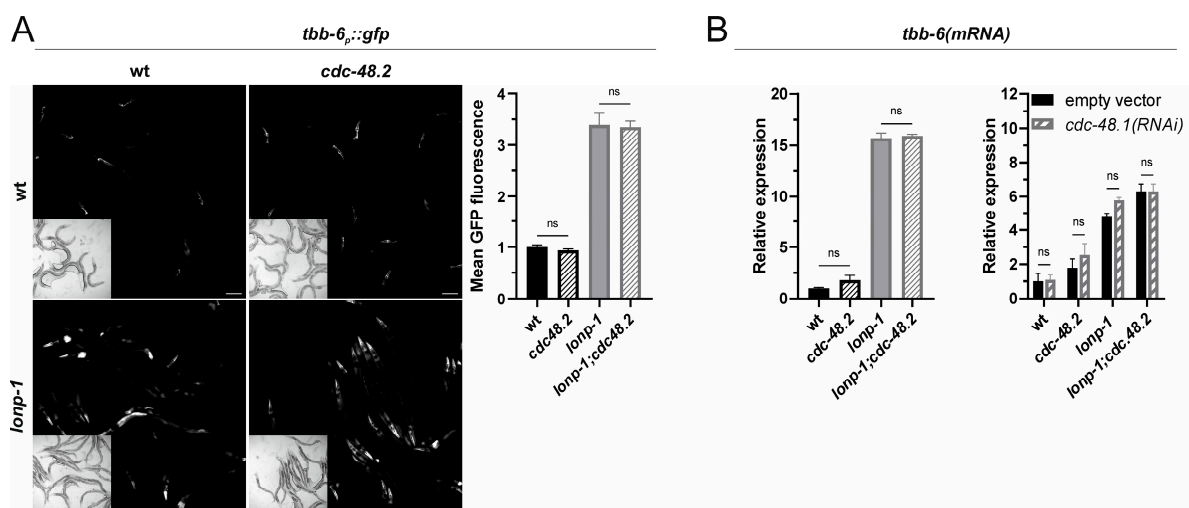 A
tbb-6p::gfp
wt
cdc-48.2
wt
lonp-1
Mean GFP fluorescence
4
3
2
1
0
ns
ns
wt
cdc48.2
lonp-1
lonp-1;cdc48.2
B
tbb-6(mRNA)
Relative expression
20
15
10
5
0
ns
ns
wt
cdc-48.2
lonp-1
lonp-1;cdc-48.2
Relative expression
12
10
8
6
4
2
0
empty vector
cdc-48.1(RNAi)
ns
ns
ns
ns
wt
cdc-48.2
lonp-1
lonp-1;cdc.48.2